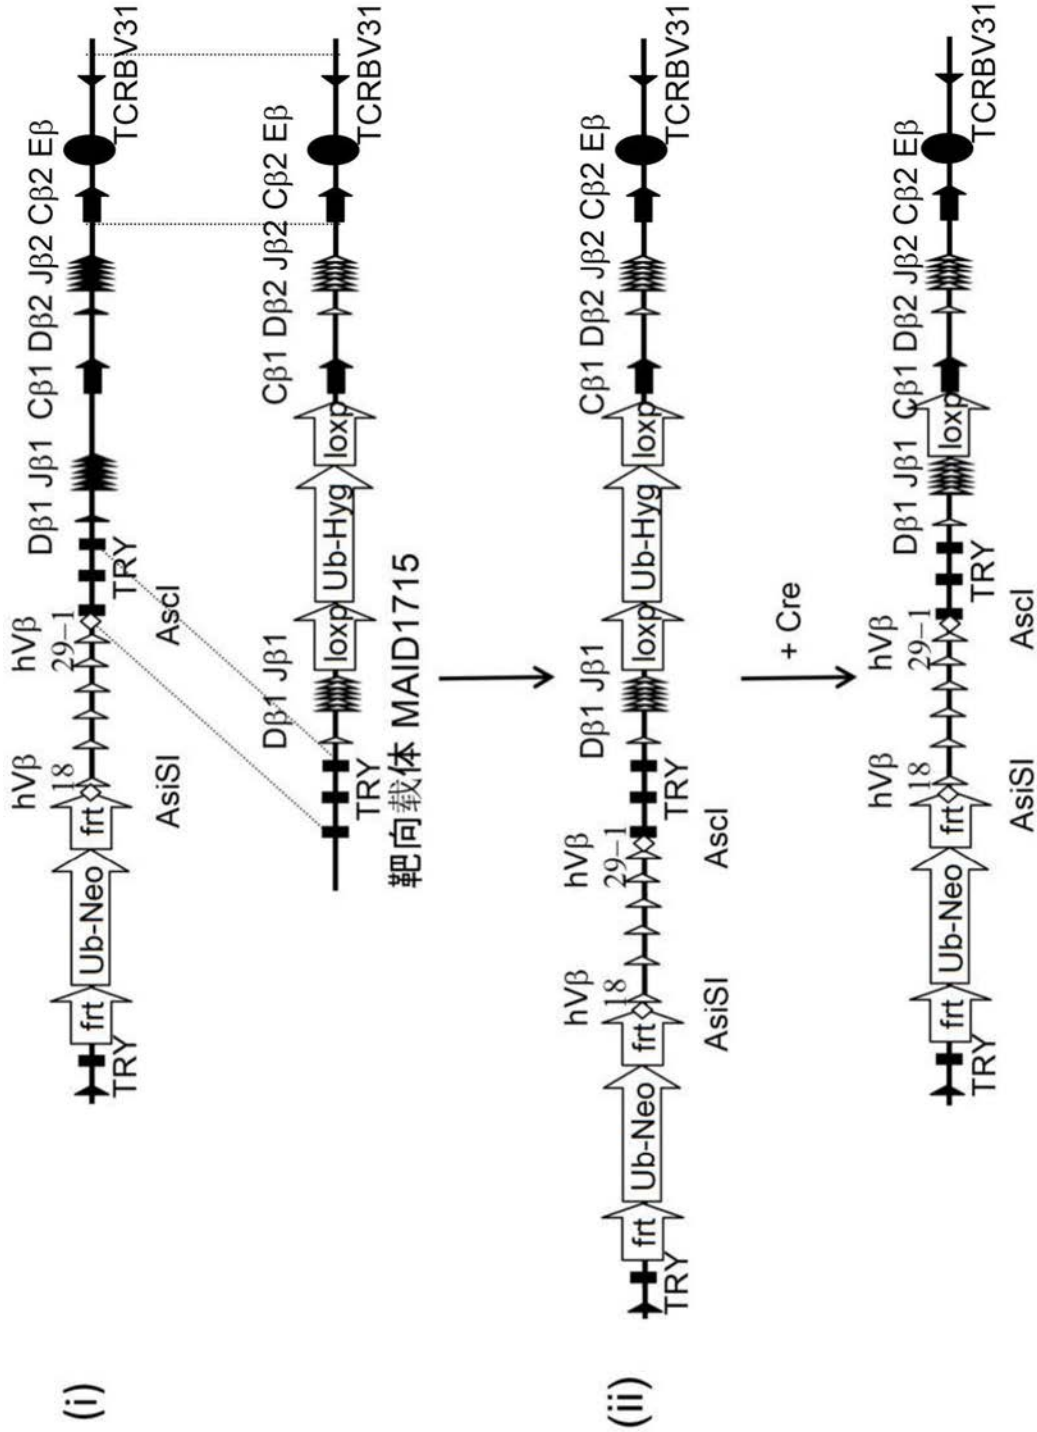 (i)
hVβ 18
hVβ 29–1
Dβ1 Jβ1 Cβ1 Dβ2 Jβ2 Cβ2 Eβ
frt Ub-Neo frt
TRY AsiSI AscI TRY TCRBV31
Dβ1 Jβ1 Cβ1 Dβ2 Jβ2 Cβ2 Eβ
loxp Ub-Hyg loxp
TRY TCRBV31
靶向载体 MAID1715
(ii)
hVβ 18
hVβ 29–1
Dβ1 Jβ1 Cβ1 Dβ2 Jβ2 Cβ2 Eβ
frt Ub-Neo frt loxp Ub-Hyg loxp
TRY AsiSI AscI TRY TCRBV31
+ Cre
hVβ 18
hVβ 29–1
Dβ1 Jβ1 Cβ1 Dβ2 Jβ2 Cβ2 Eβ
frt Ub-Neo frt loxp
TRY AsiSI AscI TRY TCRBV31